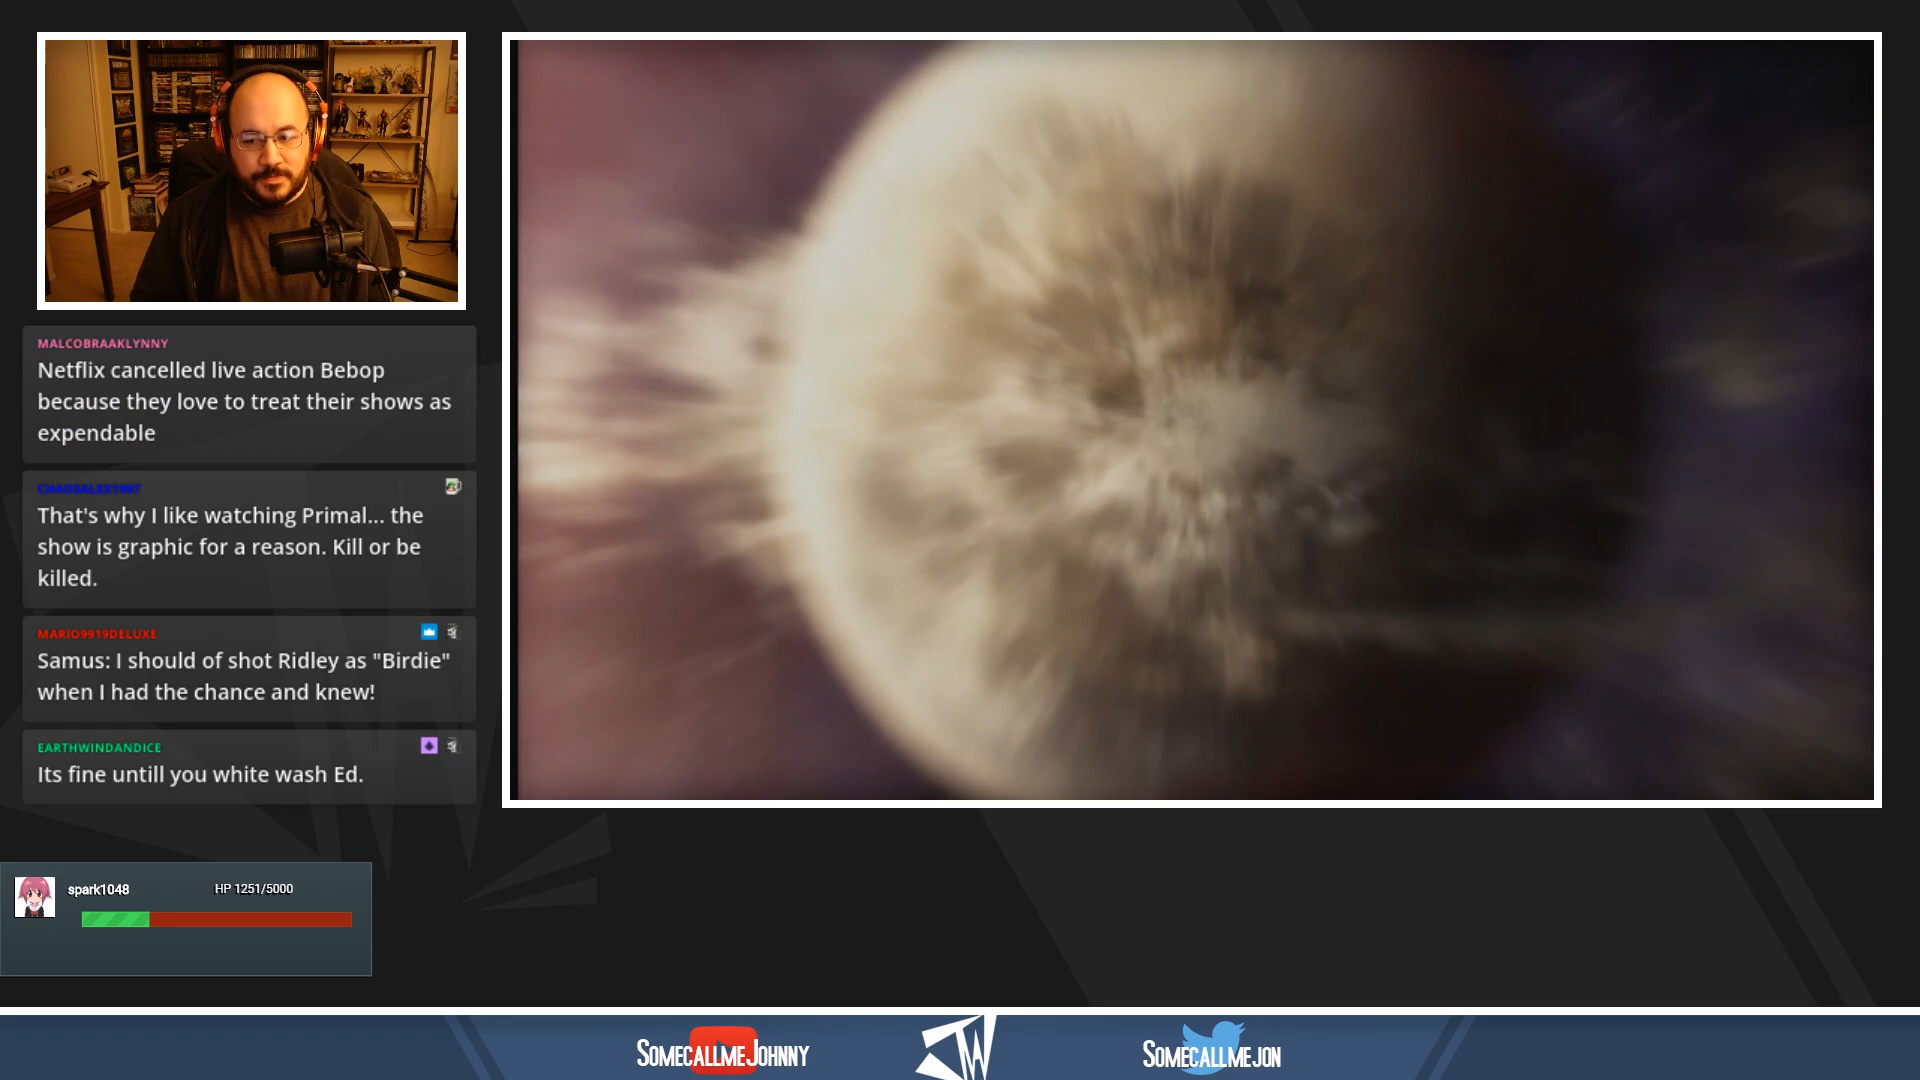 MALCOBRAAKLYNNY
Netflix cancelled live action Bebop
because they love to treat their shows as
expendable
CHAOSALEX1997
That's why I like watching Primal... the
show is graphic for a reason. Kill or be
killed.
MARIO9919DELUXE
Samus: I should of shot Ridley as "Birdie"
when I had the chance and knew!
EARTHWINDANDICE
Its fine untill you white wash Ed.
spark1048 HP 1251/5000
SOMECALLMEJOHNNY
SOMECALLMEJON